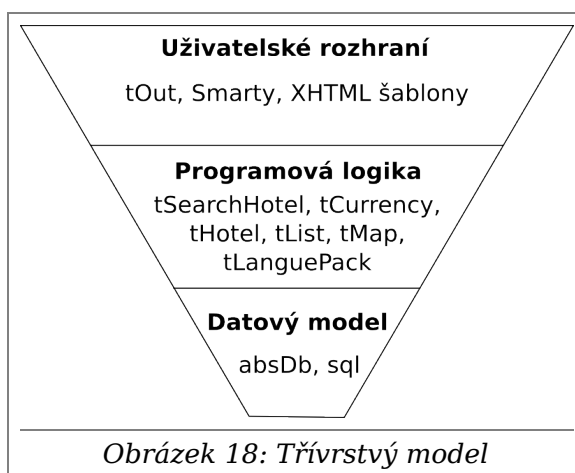 Uživatelské rozhraní
tOut, Smarty, XHTML šablony
Programová logika
tSearchHotel, tCurrency,
tHotel, tList, tMap,
tLanguePack
Datový model
absDb, sql
Obrázek 18: Třívrstvý model